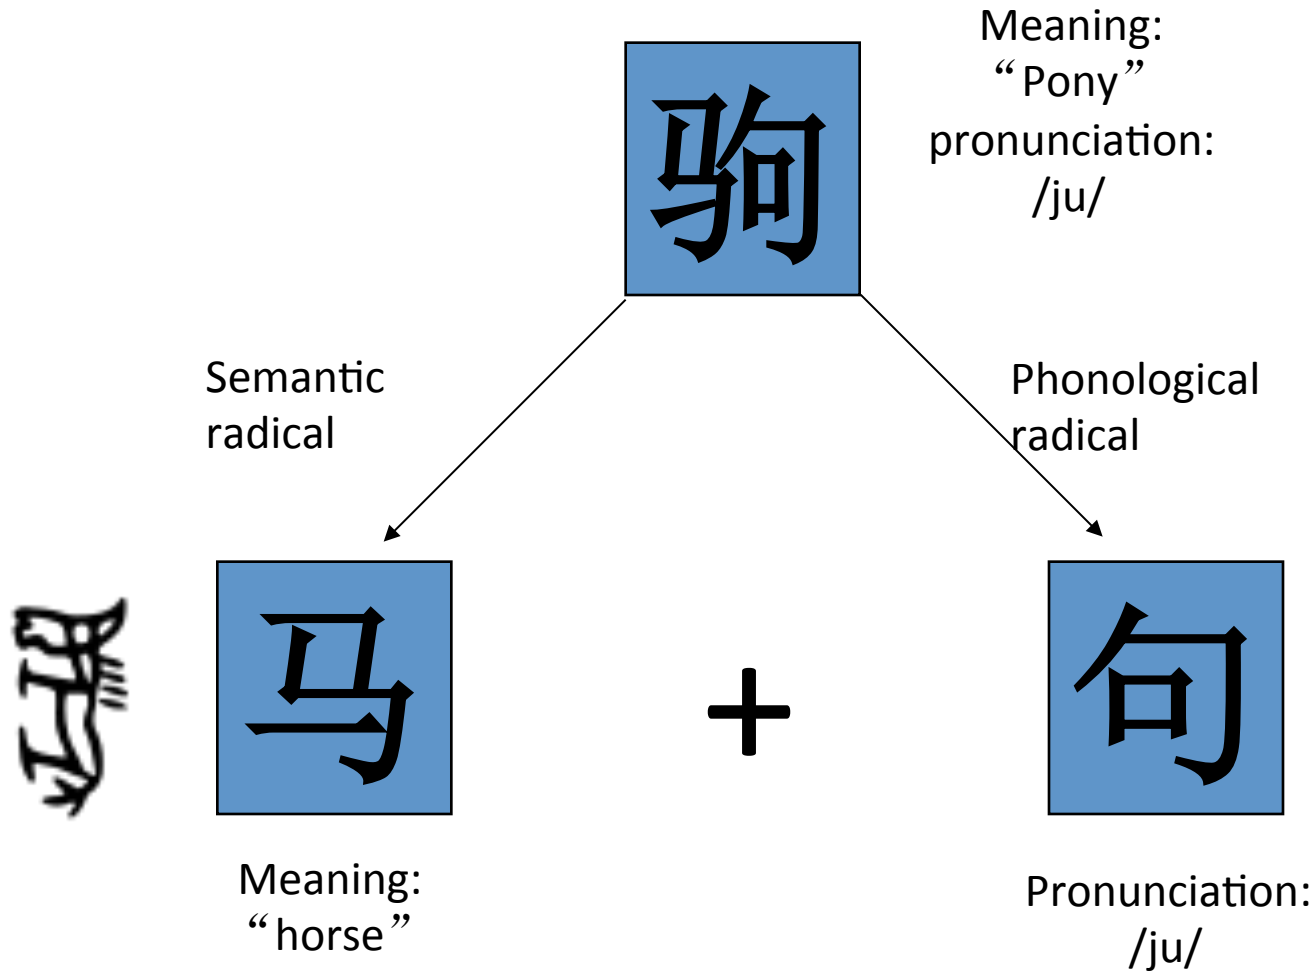 驹
Meaning:
“Pony”
pronunciation:
/ju/
Semantic
radical
Phonological
radical
马
+
句
Meaning:
“horse”
Pronunciation:
/ju/